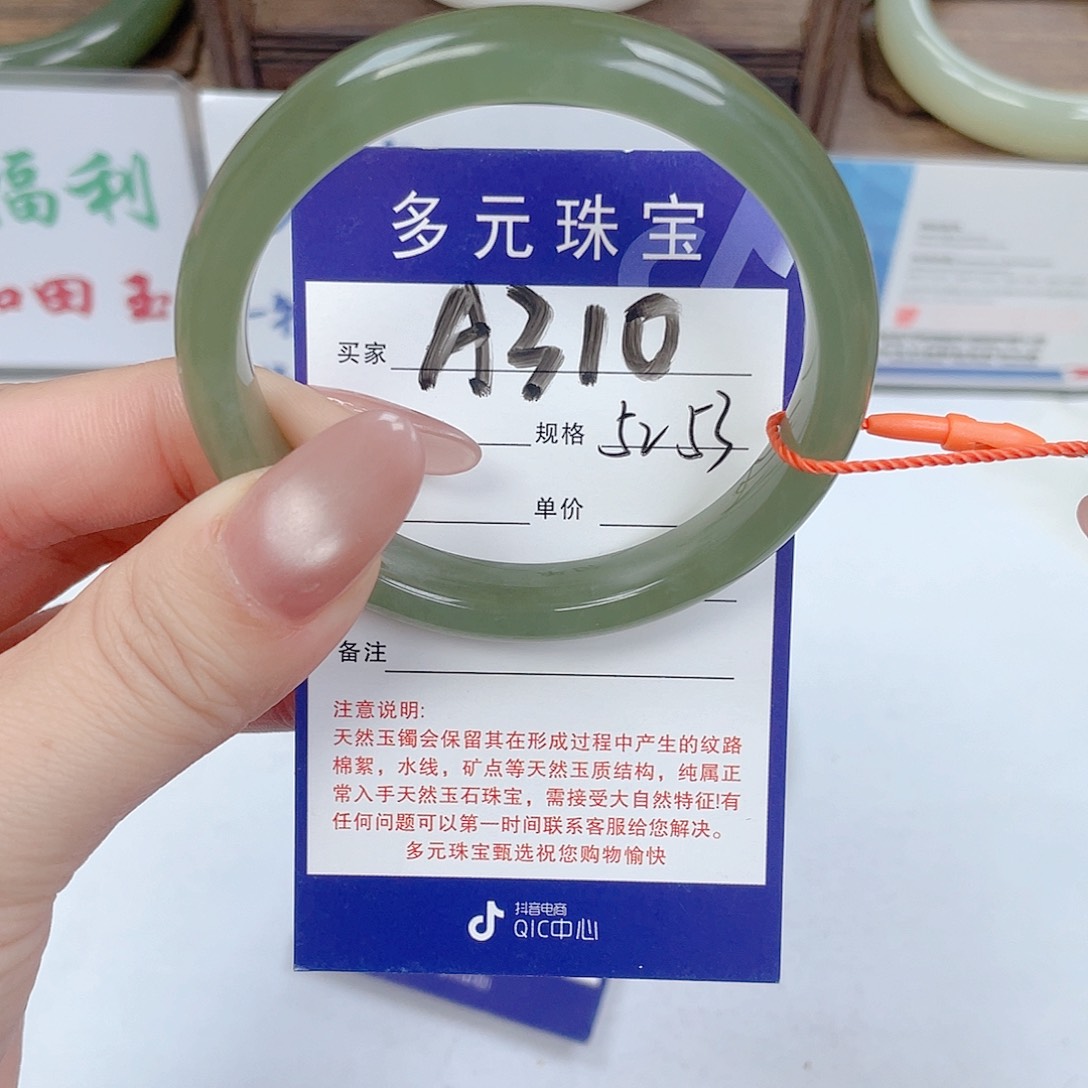 福利
和田玉
多元珠宝
买家 A310
规格 5253
单价
备注
注意说明:
天然玉镯会保留其在形成过程中产生的纹路
棉絮，水线，矿点等天然玉质结构，纯属正
常入手天然玉石珠宝，需接受大自然特征!有
任何问题可以第一时间联系客服给您解决。
多元珠宝甄选祝您购物愉快
抖音电商
QIC中心